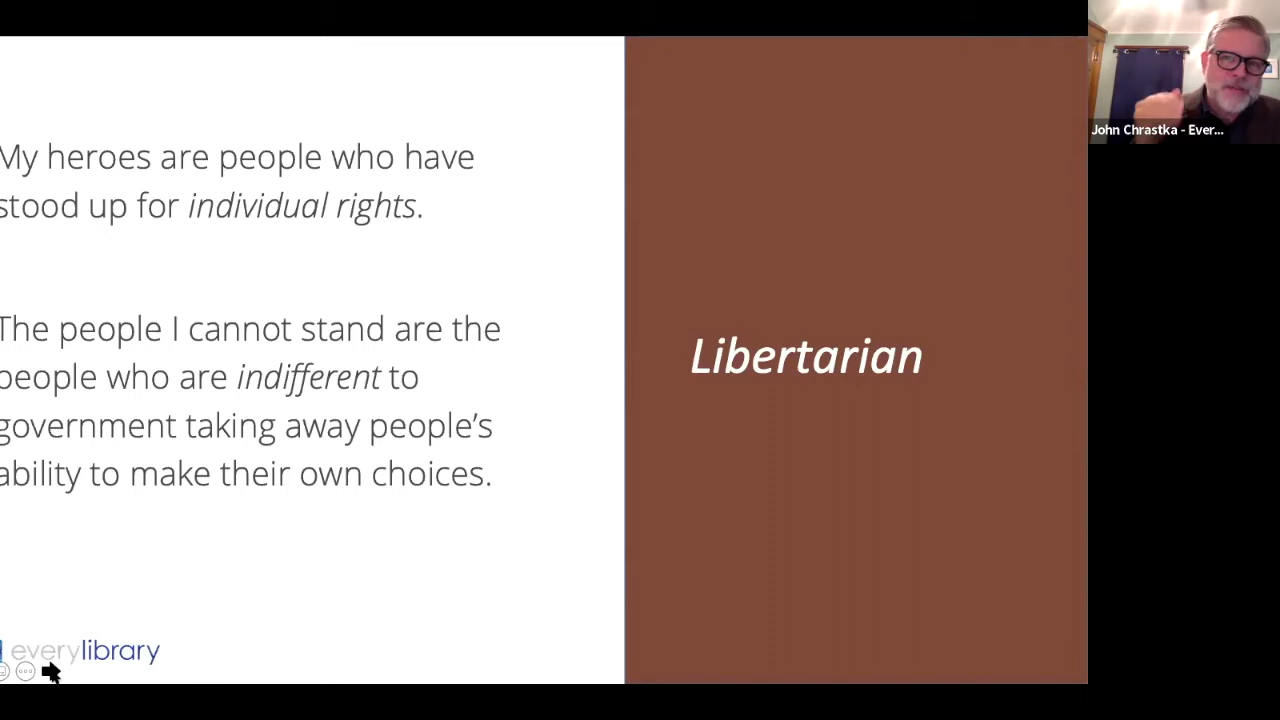 My heroes are people who have
stood up for individual rights.
The people I cannot stand are the
people who are indifferent to
government taking away people’s
ability to make their own choices.
Libertarian
everylibrary
John Chrastka - Ever...